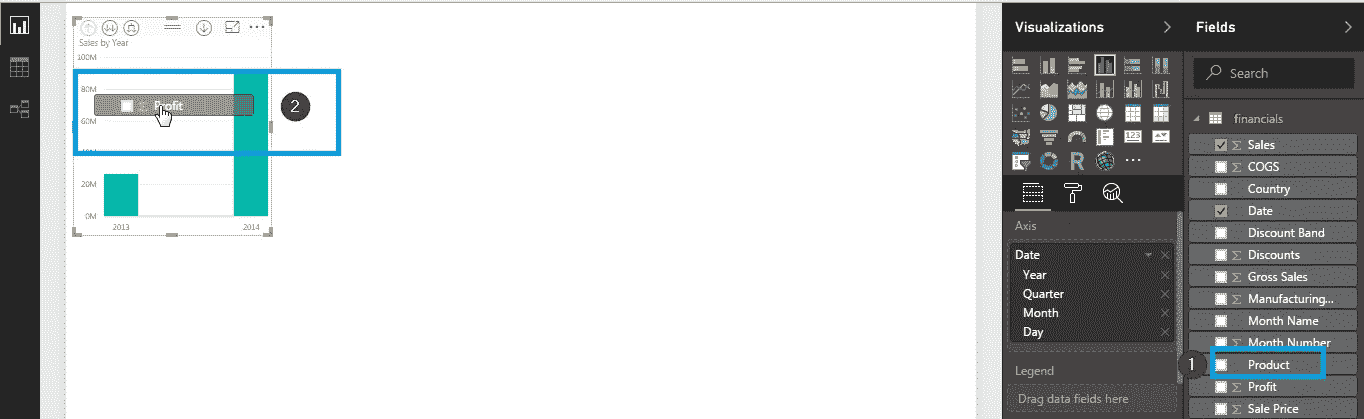 Sales by Year
100M
80M
Σ Profit
2
60M
40M
20M
0M
2013
2014
Visualizations
R
123
Axis
Date
Year
Quarter
Month
Day
Legend
Drag data fields here
Fields
Search
financials
Σ Sales
Σ COGS
Country
Date
Discount Band
Σ Discounts
Σ Gross Sales
Σ Manufacturing...
Month Name
Σ Month Number
1
Product
Σ Profit
Σ Sale Price